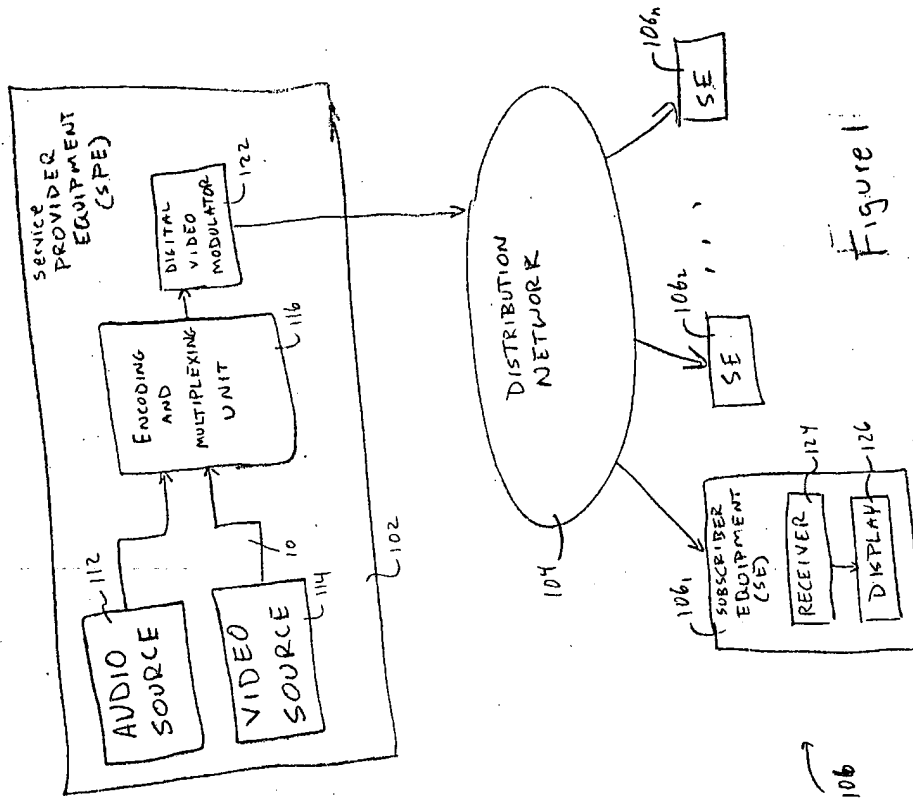 service
PROVIDER
EQUIPMENT
(SPE)
AUDIO
SOURCE
112
VIDEO
SOURCE
114
10
ENCODING
AND
MULTIPLEXING
UNIT
116
DIGITAL
VIDEO
MODULATOR
122
102
DISTRIBUTION
NETWORK
104
106₁
SUBSCRIBER
EQUIPMENT
(SE)
RECEIVER
124
DISPLAY
126
SE
106₂
, , ,
SE
106n
106
Figure 1